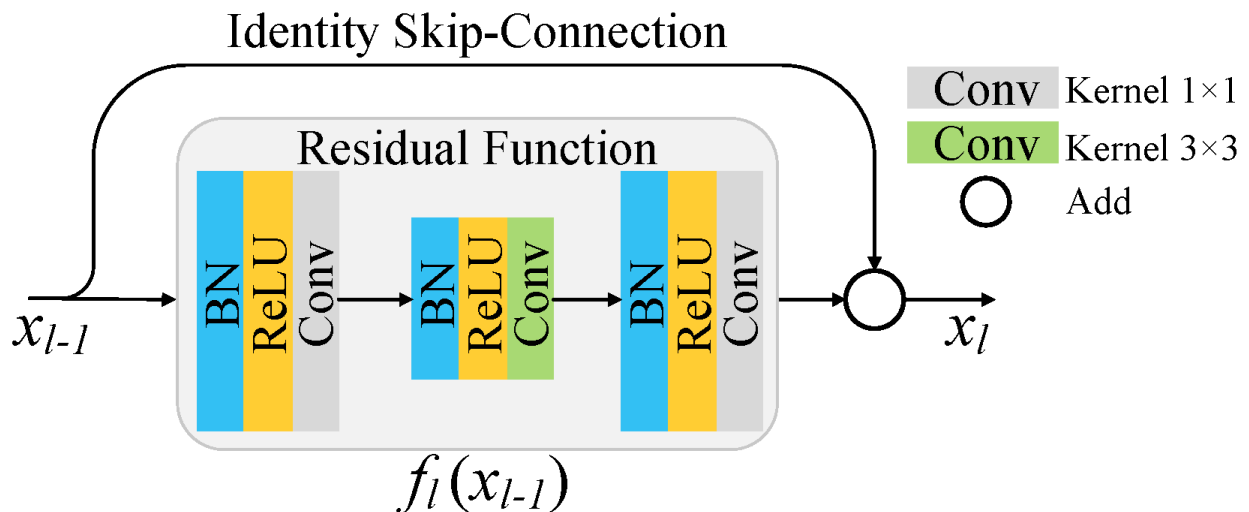 Identity Skip-Connection
Conv Kernel 1×1
Conv Kernel 3×3
Add
Residual Function
BN ReLU Conv
BN ReLU Conv
BN ReLU Conv
x_{l-1}
x_l
f_l(x_{l-1})